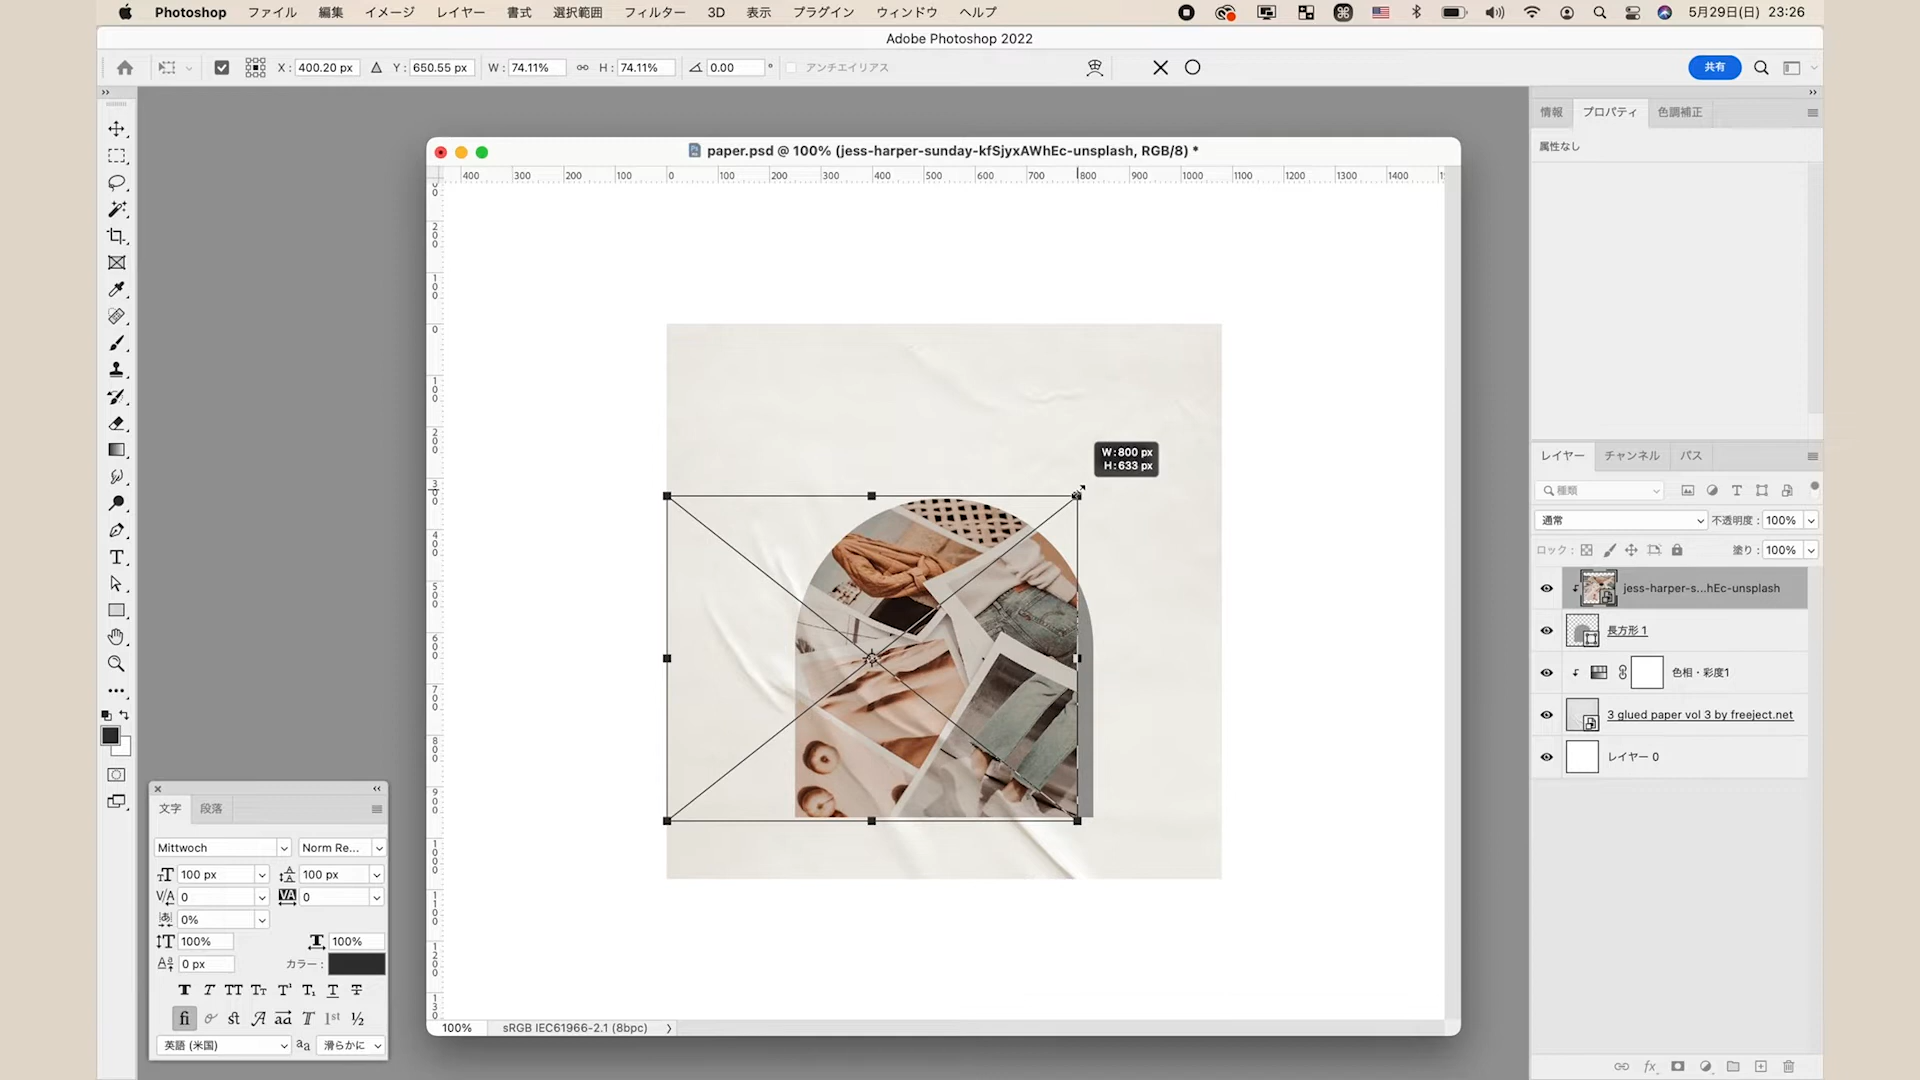 Photoshop ファイル 編集 イメージ レイヤー 書式 選択範囲 フィルター 3D 表示 プラグイン ウィンドウ ヘルプ 5月29日(日) 23:26
Adobe Photoshop 2022
X : 400.20 px Y : 650.55 px W : 74.11% H : 74.11% 0.00 ° アンチエイリアス 共有
情報 プロパティ 色調補正
属性なし
paper.psd @ 100% (jess-harper-sunday-kfSjyxAWhEc-unsplash, RGB/8) *
400 300 200 100 0 100 200 300 400 500 600 700 800 900 1000 1100 1200 1300 1400
W : 800 px
H : 633 px
レイヤー チャンネル パス
種類
通常 不透明度 : 100%
ロック : 塗り : 100%
jess-harper-s...hEc-unsplash
長方形 1
色相・彩度1
3 glued paper vol 3 by freeject.net
レイヤー 0
文字 段落
Mittwoch Norm Re...
100 px 100 px
0 0
0%
100% 100%
0 px カラー :
英語 (米国) aa 滑らかに
100% sRGB IEC61966-2.1 (8bpc)